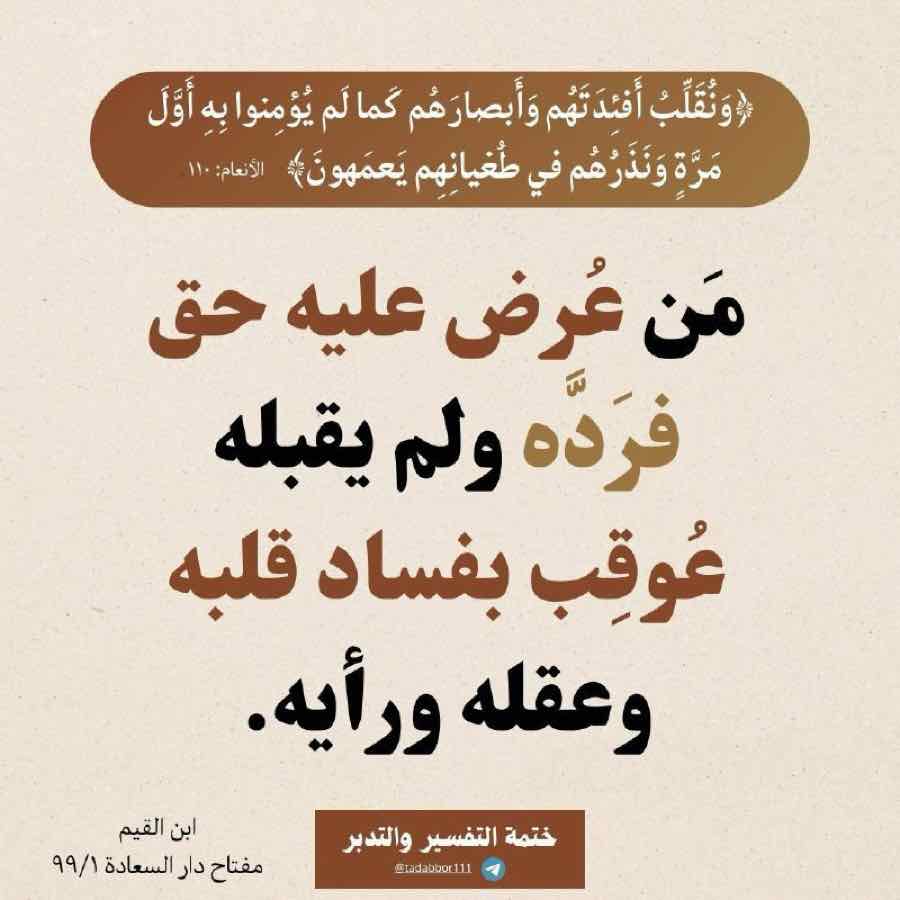 ﴿وَنُقَلِّبُ أَفئِدَتَهُم وَأَبصارَهُم كَما لَم يُؤمِنوا بِهِ أَوَّلَ
مَرَّةٍ وَنَذَرُهُم في طُغيانِهِم يَعمَهونَ﴾ الأنعام: ١١٠
مَن عُرض عليه حق
فرَدَّه ولم يقبله
عُوقِب بفساد قلبه
وعقله ورأيه.
ختمة التفسير والتدبر
@tadabbor111
ابن القيم
مفتاح دار السعادة ٩٩/١